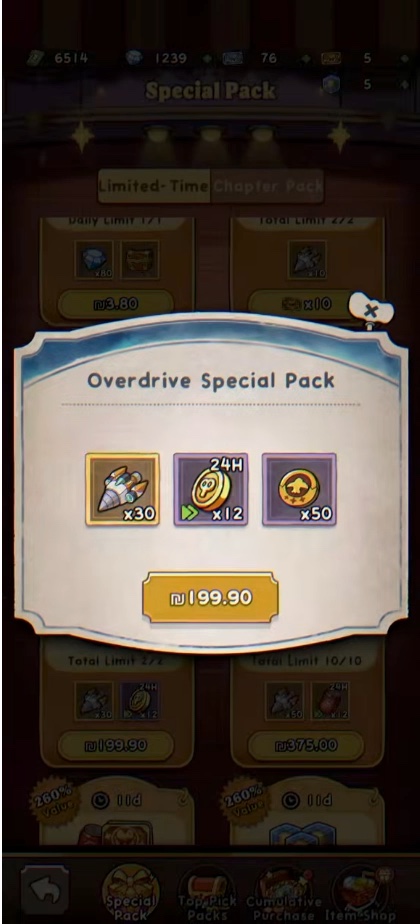 6514
1239
76
5
5
Special Pack
Limited-Time
Chapter Pack
Daily Limit 1/1
Total Limit 2/2
x80
x10
₪3.80
x10
Overdrive Special Pack
24H
x30
x12
x50
₪199.90
Total Limit 2/2
Total Limit 10/10
24H
24H
x30
x12
x50
x12
₪199.90
₪375.00
260%
Value
11d
260%
Value
11d
Special
Pack
Top Pick
Packs
Cumulative
Purchase
Item Shop